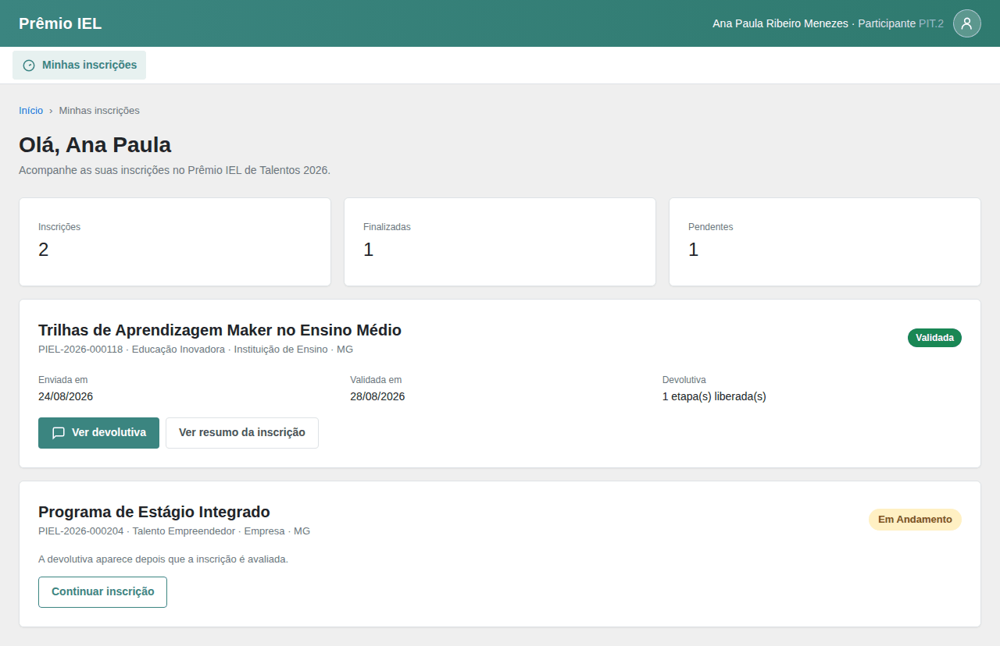 Prêmio IEL
Ana Paula Ribeiro Menezes · Participante PIT.2
Minhas inscrições
Início › Minhas inscrições
Olá, Ana Paula
Acompanhe as suas inscrições no Prêmio IEL de Talentos 2026.
Inscrições
2
Finalizadas
1
Pendentes
1
Trilhas de Aprendizagem Maker no Ensino Médio
PIEL-2026-000118 · Educação Inovadora · Instituição de Ensino · MG
Validada
Enviada em
24/08/2026
Validada em
28/08/2026
Devolutiva
1 etapa(s) liberada(s)
Ver devolutiva
Ver resumo da inscrição
Programa de Estágio Integrado
PIEL-2026-000204 · Talento Empreendedor · Empresa · MG
Em Andamento
A devolutiva aparece depois que a inscrição é avaliada.
Continuar inscrição